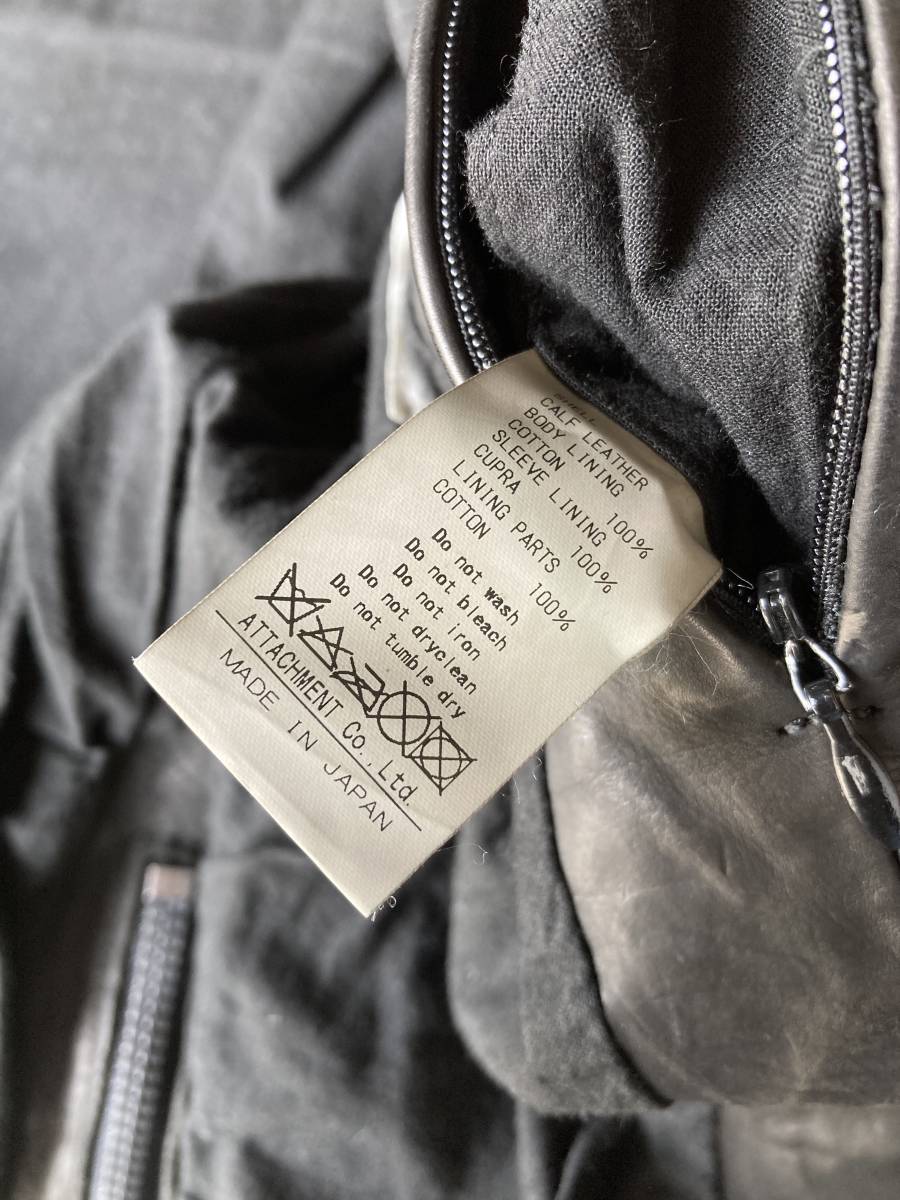 SHELL
CALF LEATHER
BODY LINING
COTTON 100%
SLEEVE LINING
CUPRA 100%
LINING PARTS
COTTON 100%
Do not wash
Do not bleach
Do not iron
Do not dryclean
Do not tumble dry
ATTACHMENT Co., Ltd.
MADE IN JAPAN